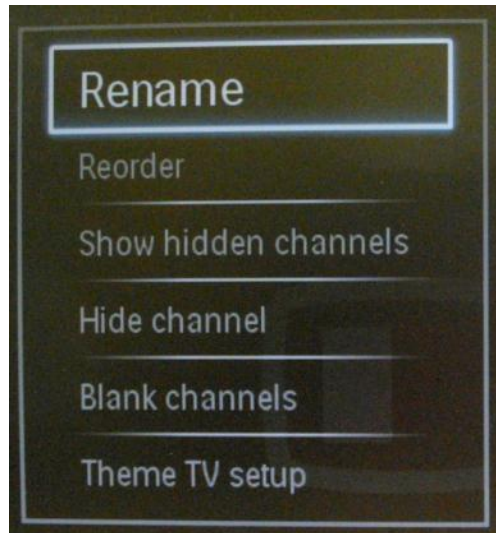 Rename
Reorder
Show hidden channels
Hide channel
Blank channels
Theme TV setup